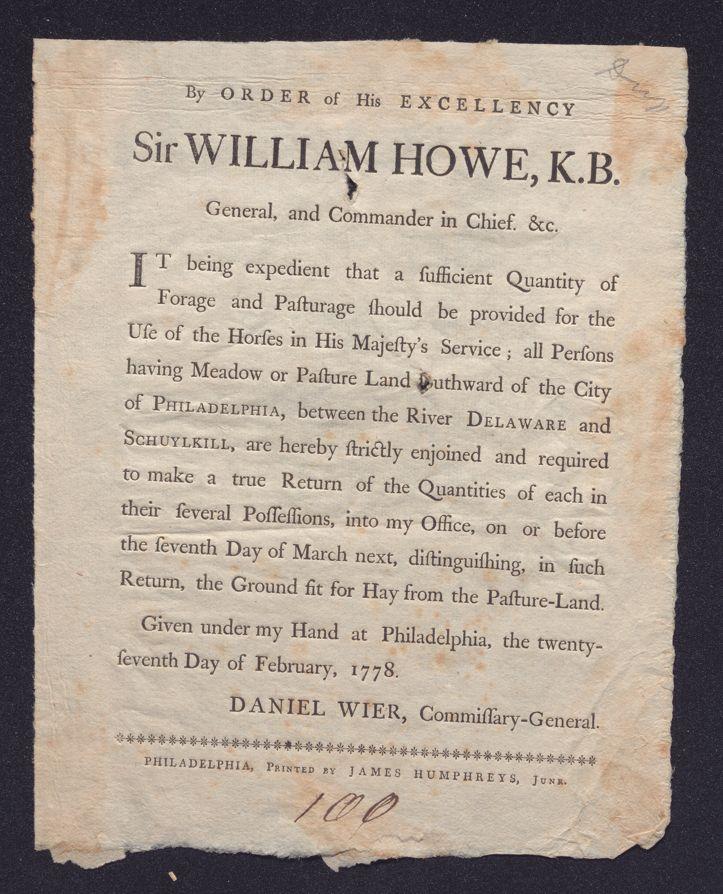 By ORDER of His EXCELLENCY
Sir WILLIAM HOWE, K.B.
General, and Commander in Chief. &c.
IT being expedient that a ſufficient Quantity of
Forage and Paſturage ſhould be provided for the
Uſe of the Horſes in His Majeſty's Service ; all Perſons
having Meadow or Paſture Land ſouthward of the City
of PHILADELPHIA, between the River DELAWARE and
SCHUYLKILL, are hereby ſtrictly enjoined and required
to make a true Return of the Quantities of each in
their ſeveral Poſſeſſions, into my Office, on or before
the ſeventh Day of March next, diſtinguiſhing, in ſuch
Return, the Ground fit for Hay from the Paſture-Land.
Given under my Hand at Philadelphia, the twenty-
ſeventh Day of February, 1778.
DANIEL WIER, Commiſſary-General.
PHILADELPHIA, PRINTED BY JAMES HUMPHREYS, JUNR.
100